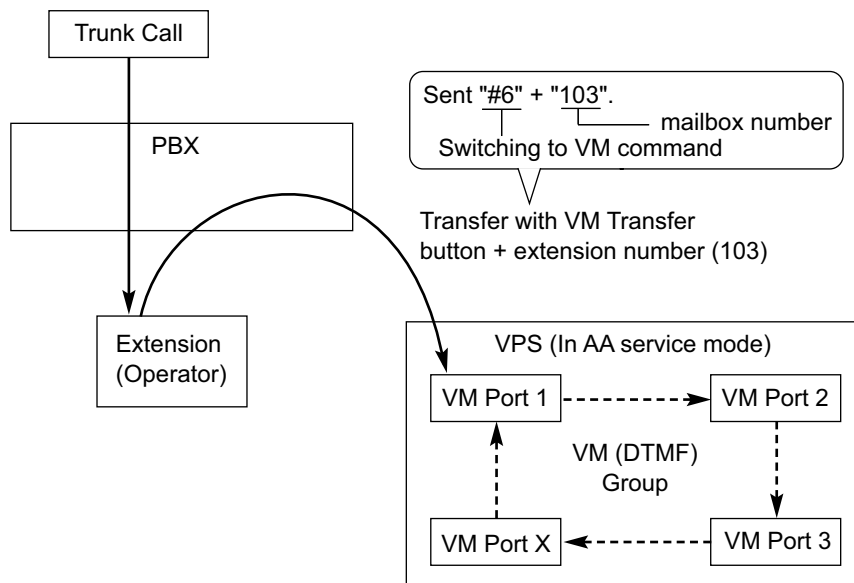 Trunk Call
PBX
Sent "#6" + "103".
mailbox number
Switching to VM command
Transfer with VM Transfer
button + extension number (103)
Extension
(Operator)
VPS (In AA service mode)
VM Port 1
VM Port 2
VM (DTMF)
Group
VM Port X
VM Port 3